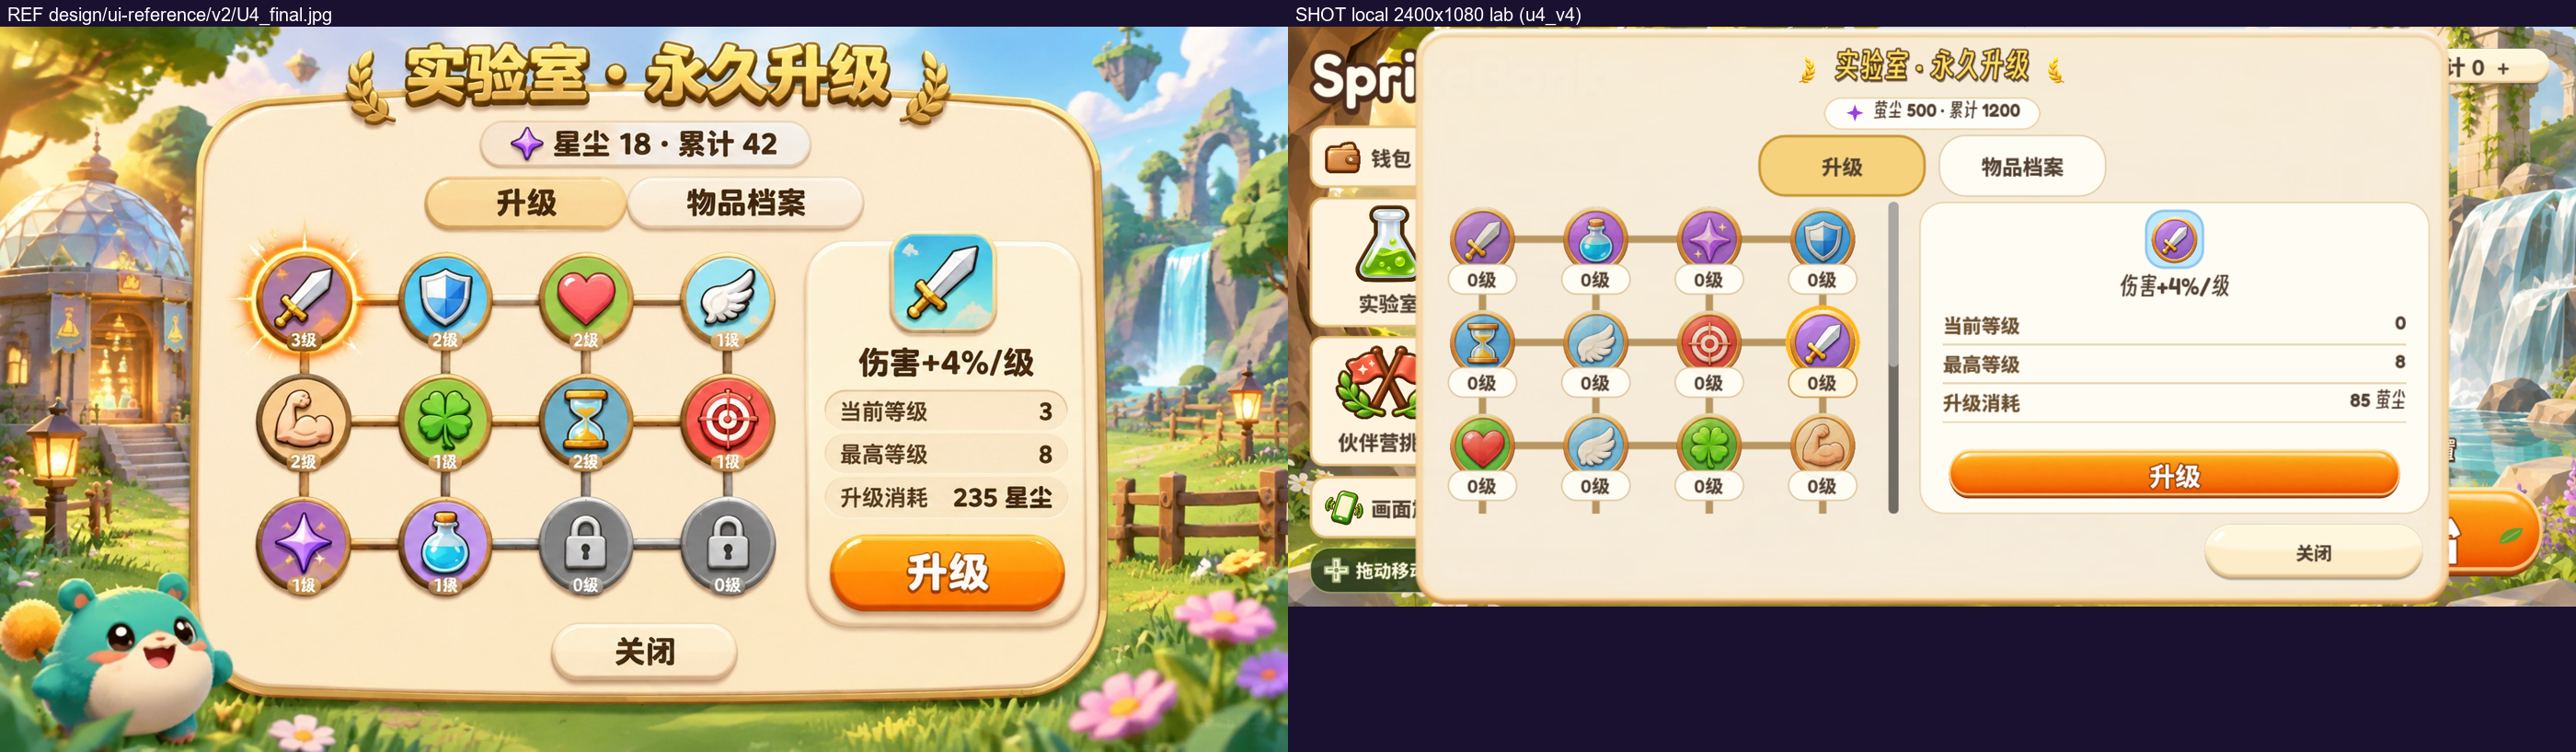 REF design/ui-reference/v2/U4_final.jpg
实验室·永久升级
星尘 18·累计 42
升级
物品档案
3级
2级
2级
1级
2级
1级
2级
1级
1级
1级
0级
0级
伤害+4%/级
当前等级 3
最高等级 8
升级消耗 235 星尘
升级
关闭
SHOT local 2400x1080 lab (u4_v4)
Spri
计 0 +
钱包
实验室
伙伴营挑
画面
拖动移动
实验室·永久升级
萤尘 500·累计 1200
升级
物品档案
0级
0级
0级
0级
0级
0级
0级
0级
0级
0级
0级
0级
伤害+4%/级
当前等级 0
最高等级 8
升级消耗 85 萤尘
升级
关闭